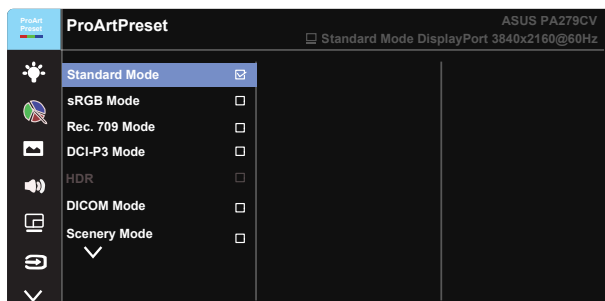 ProArt
Preset
ProArtPreset
ASUS PA279CV
Standard Mode DisplayPort 3840x2160@60Hz
Standard Mode
sRGB Mode
Rec. 709 Mode
DCI-P3 Mode
HDR
DICOM Mode
Scenery Mode